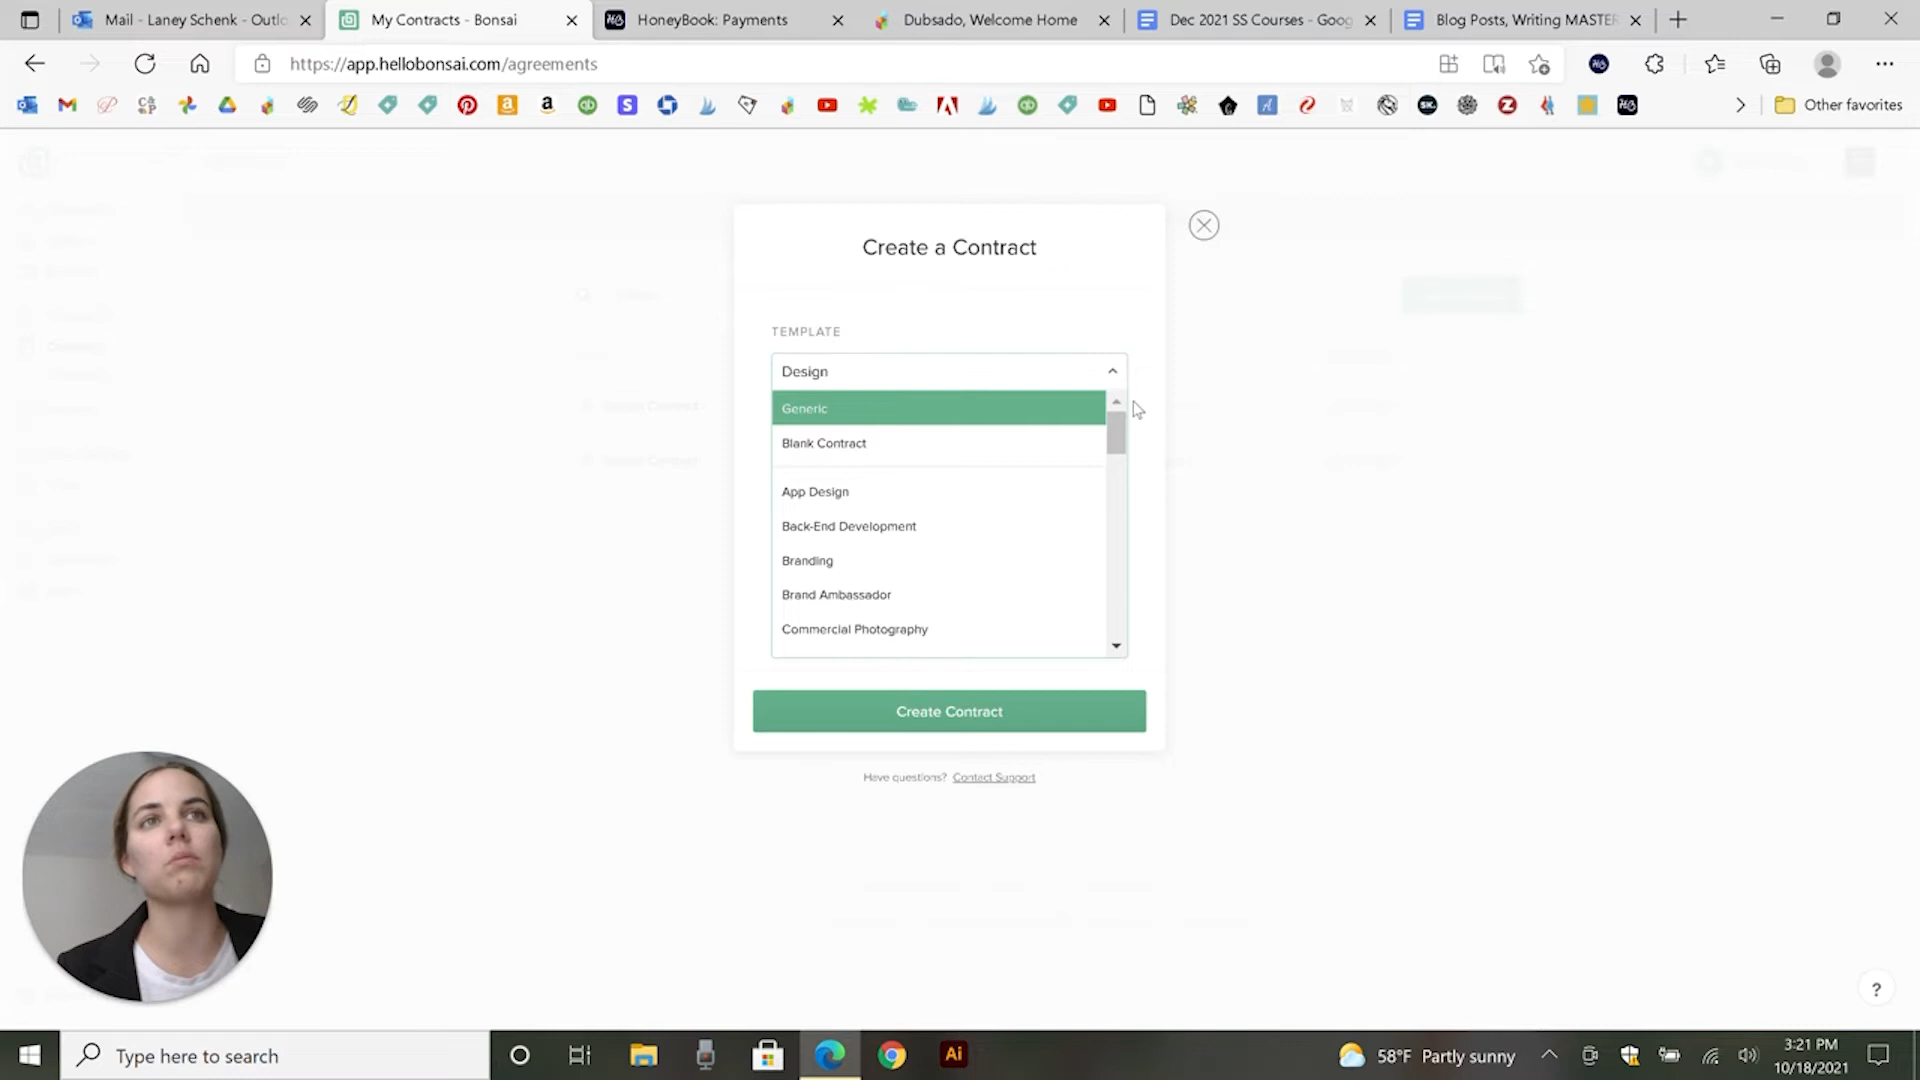 Mail - Laney Schenk - Outlo
My Contracts - Bonsai
HoneyBook: Payments
Dubsado, Welcome Home
Dec 2021 SS Courses - Goog
Blog Posts, Writing MASTER
https://app.hellobonsai.com/agreements
Other favorites
Create a Contract
TEMPLATE
Design
Generic
Blank Contract
App Design
Back-End Development
Branding
Brand Ambassador
Commercial Photography
Create Contract
Have questions? Contact Support
?
Type here to search
Ai
58°F Partly sunny
3:21 PM
10/18/2021